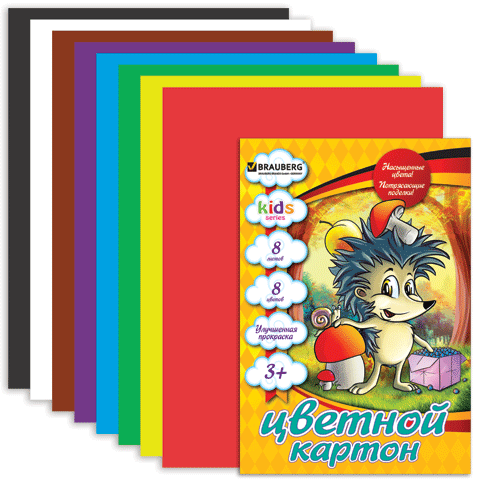 BRAUBERG
Насыщенные
цвета!
Потрясающие
поделки!
kids
series
8
листов
8
цветов
Улучшенная
прокраска
3+
цветной
картон